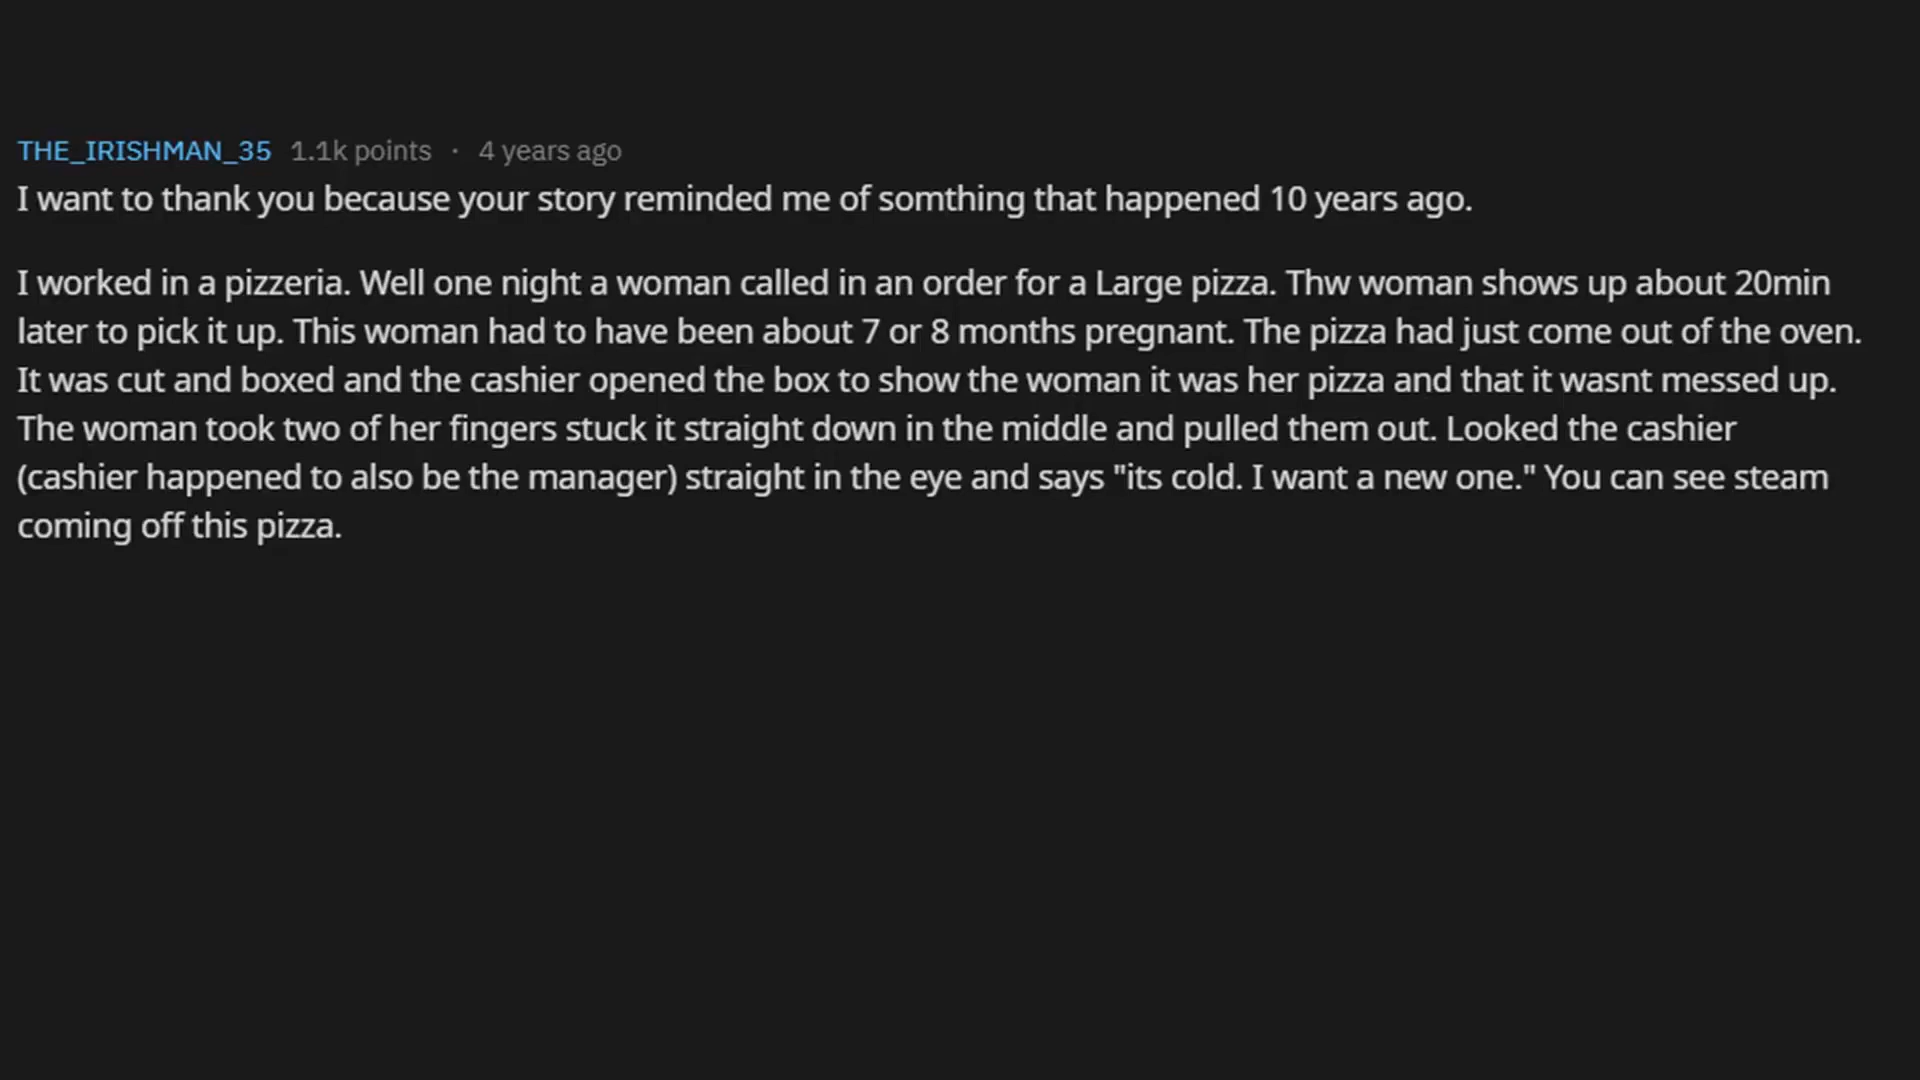 THE_IRISHMAN_35 1.1k points · 4 years ago
I want to thank you because your story reminded me of somthing that happened 10 years ago.
I worked in a pizzeria. Well one night a woman called in an order for a Large pizza. Thw woman shows up about 20min
later to pick it up. This woman had to have been about 7 or 8 months pregnant. The pizza had just come out of the oven.
It was cut and boxed and the cashier opened the box to show the woman it was her pizza and that it wasnt messed up.
The woman took two of her fingers stuck it straight down in the middle and pulled them out. Looked the cashier
(cashier happened to also be the manager) straight in the eye and says "its cold. I want a new one." You can see steam
coming off this pizza.